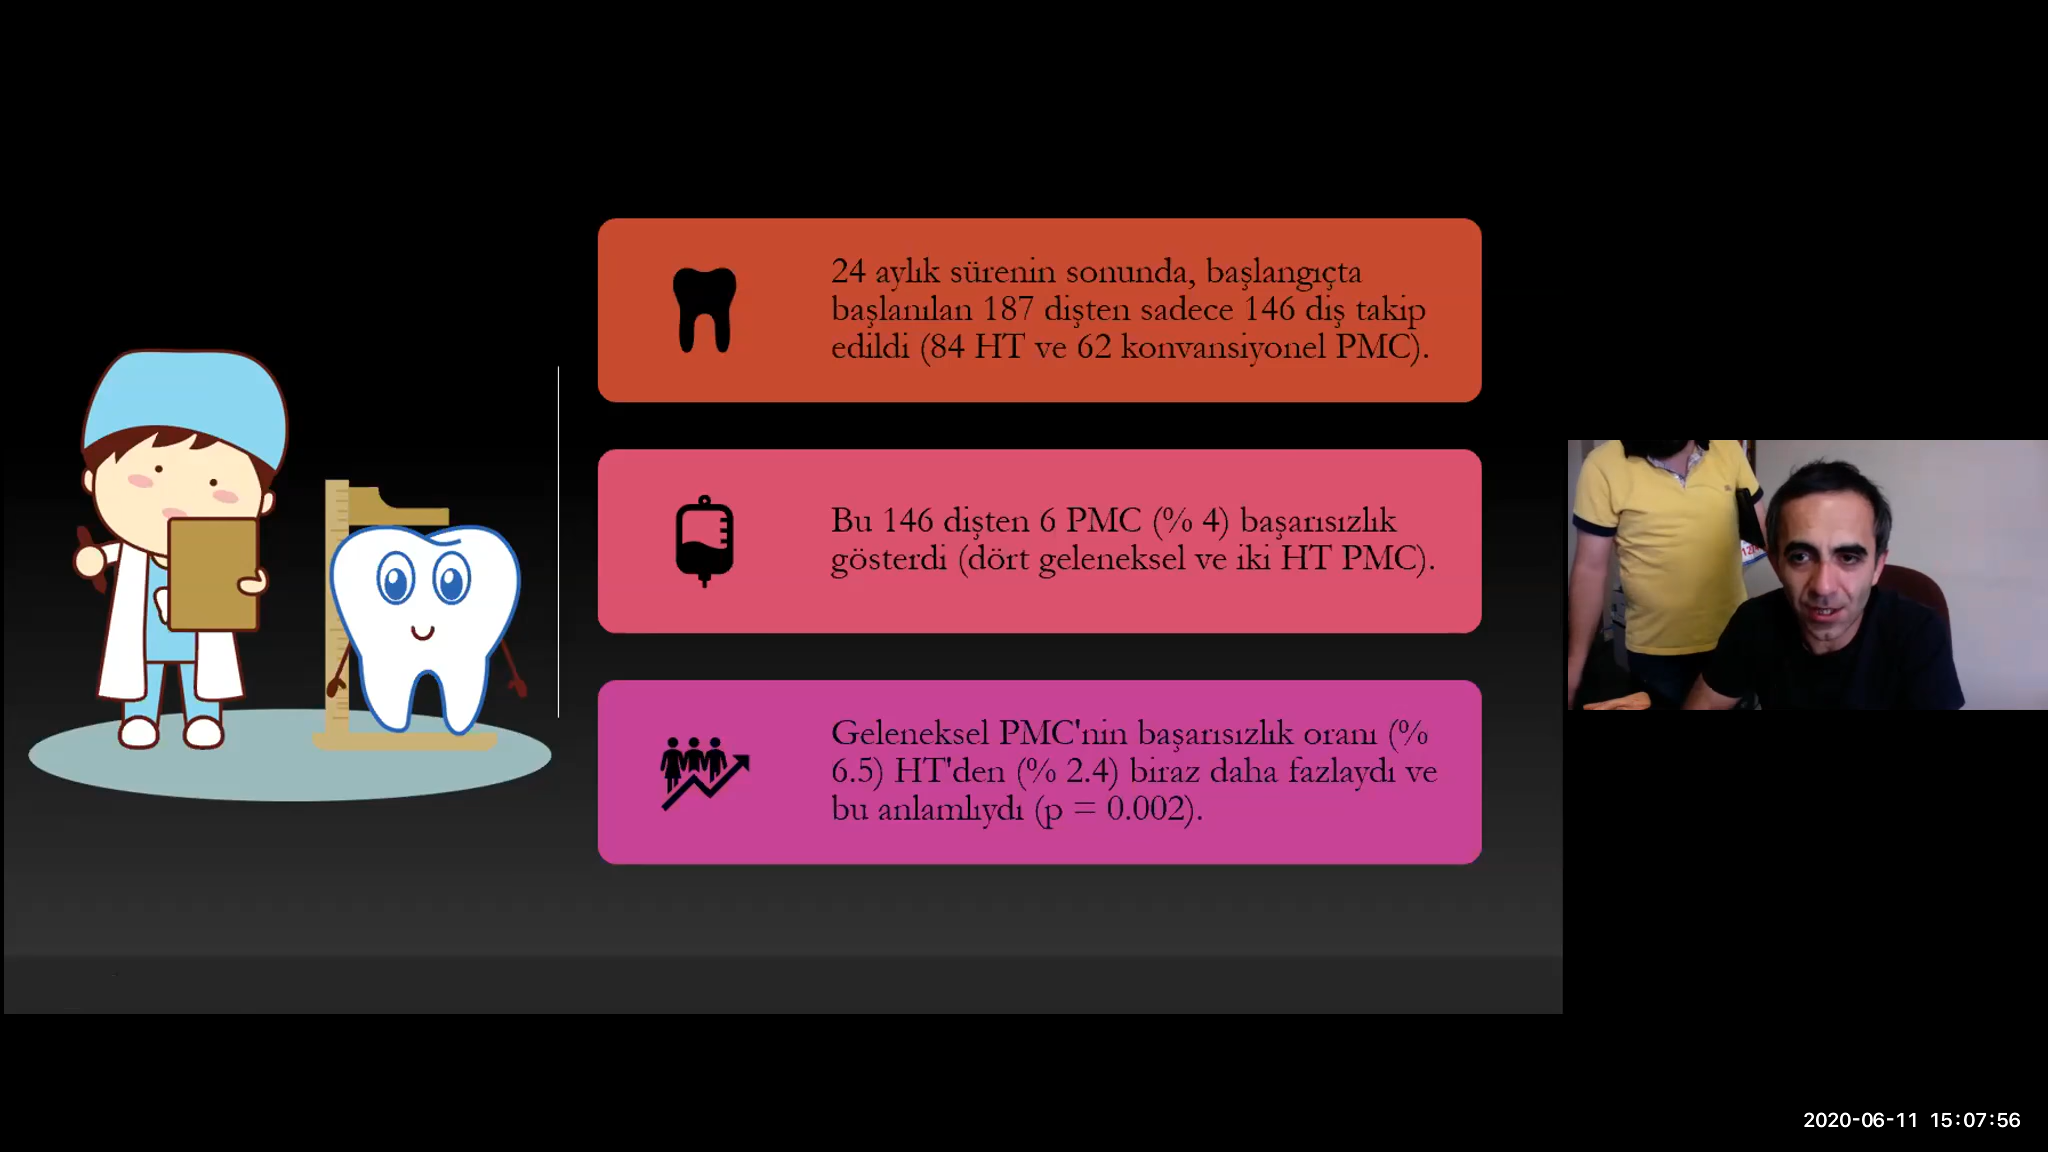 24 aylık sürenin sonunda, başlangıçta
başlanılan 187 dişten sadece 146 diş takip
edildi (84 HT ve 62 konvansiyonel PMC).
Bu 146 dişten 6 PMC (% 4) başarısızlık
gösterdi (dört geleneksel ve iki HT PMC).
Geleneksel PMC'nin başarısızlık oranı (%
6.5) HT'den (% 2.4) biraz daha fazlaydı ve
bu anlamlıydı (p = 0.002).
2020-06-11 15:07:56